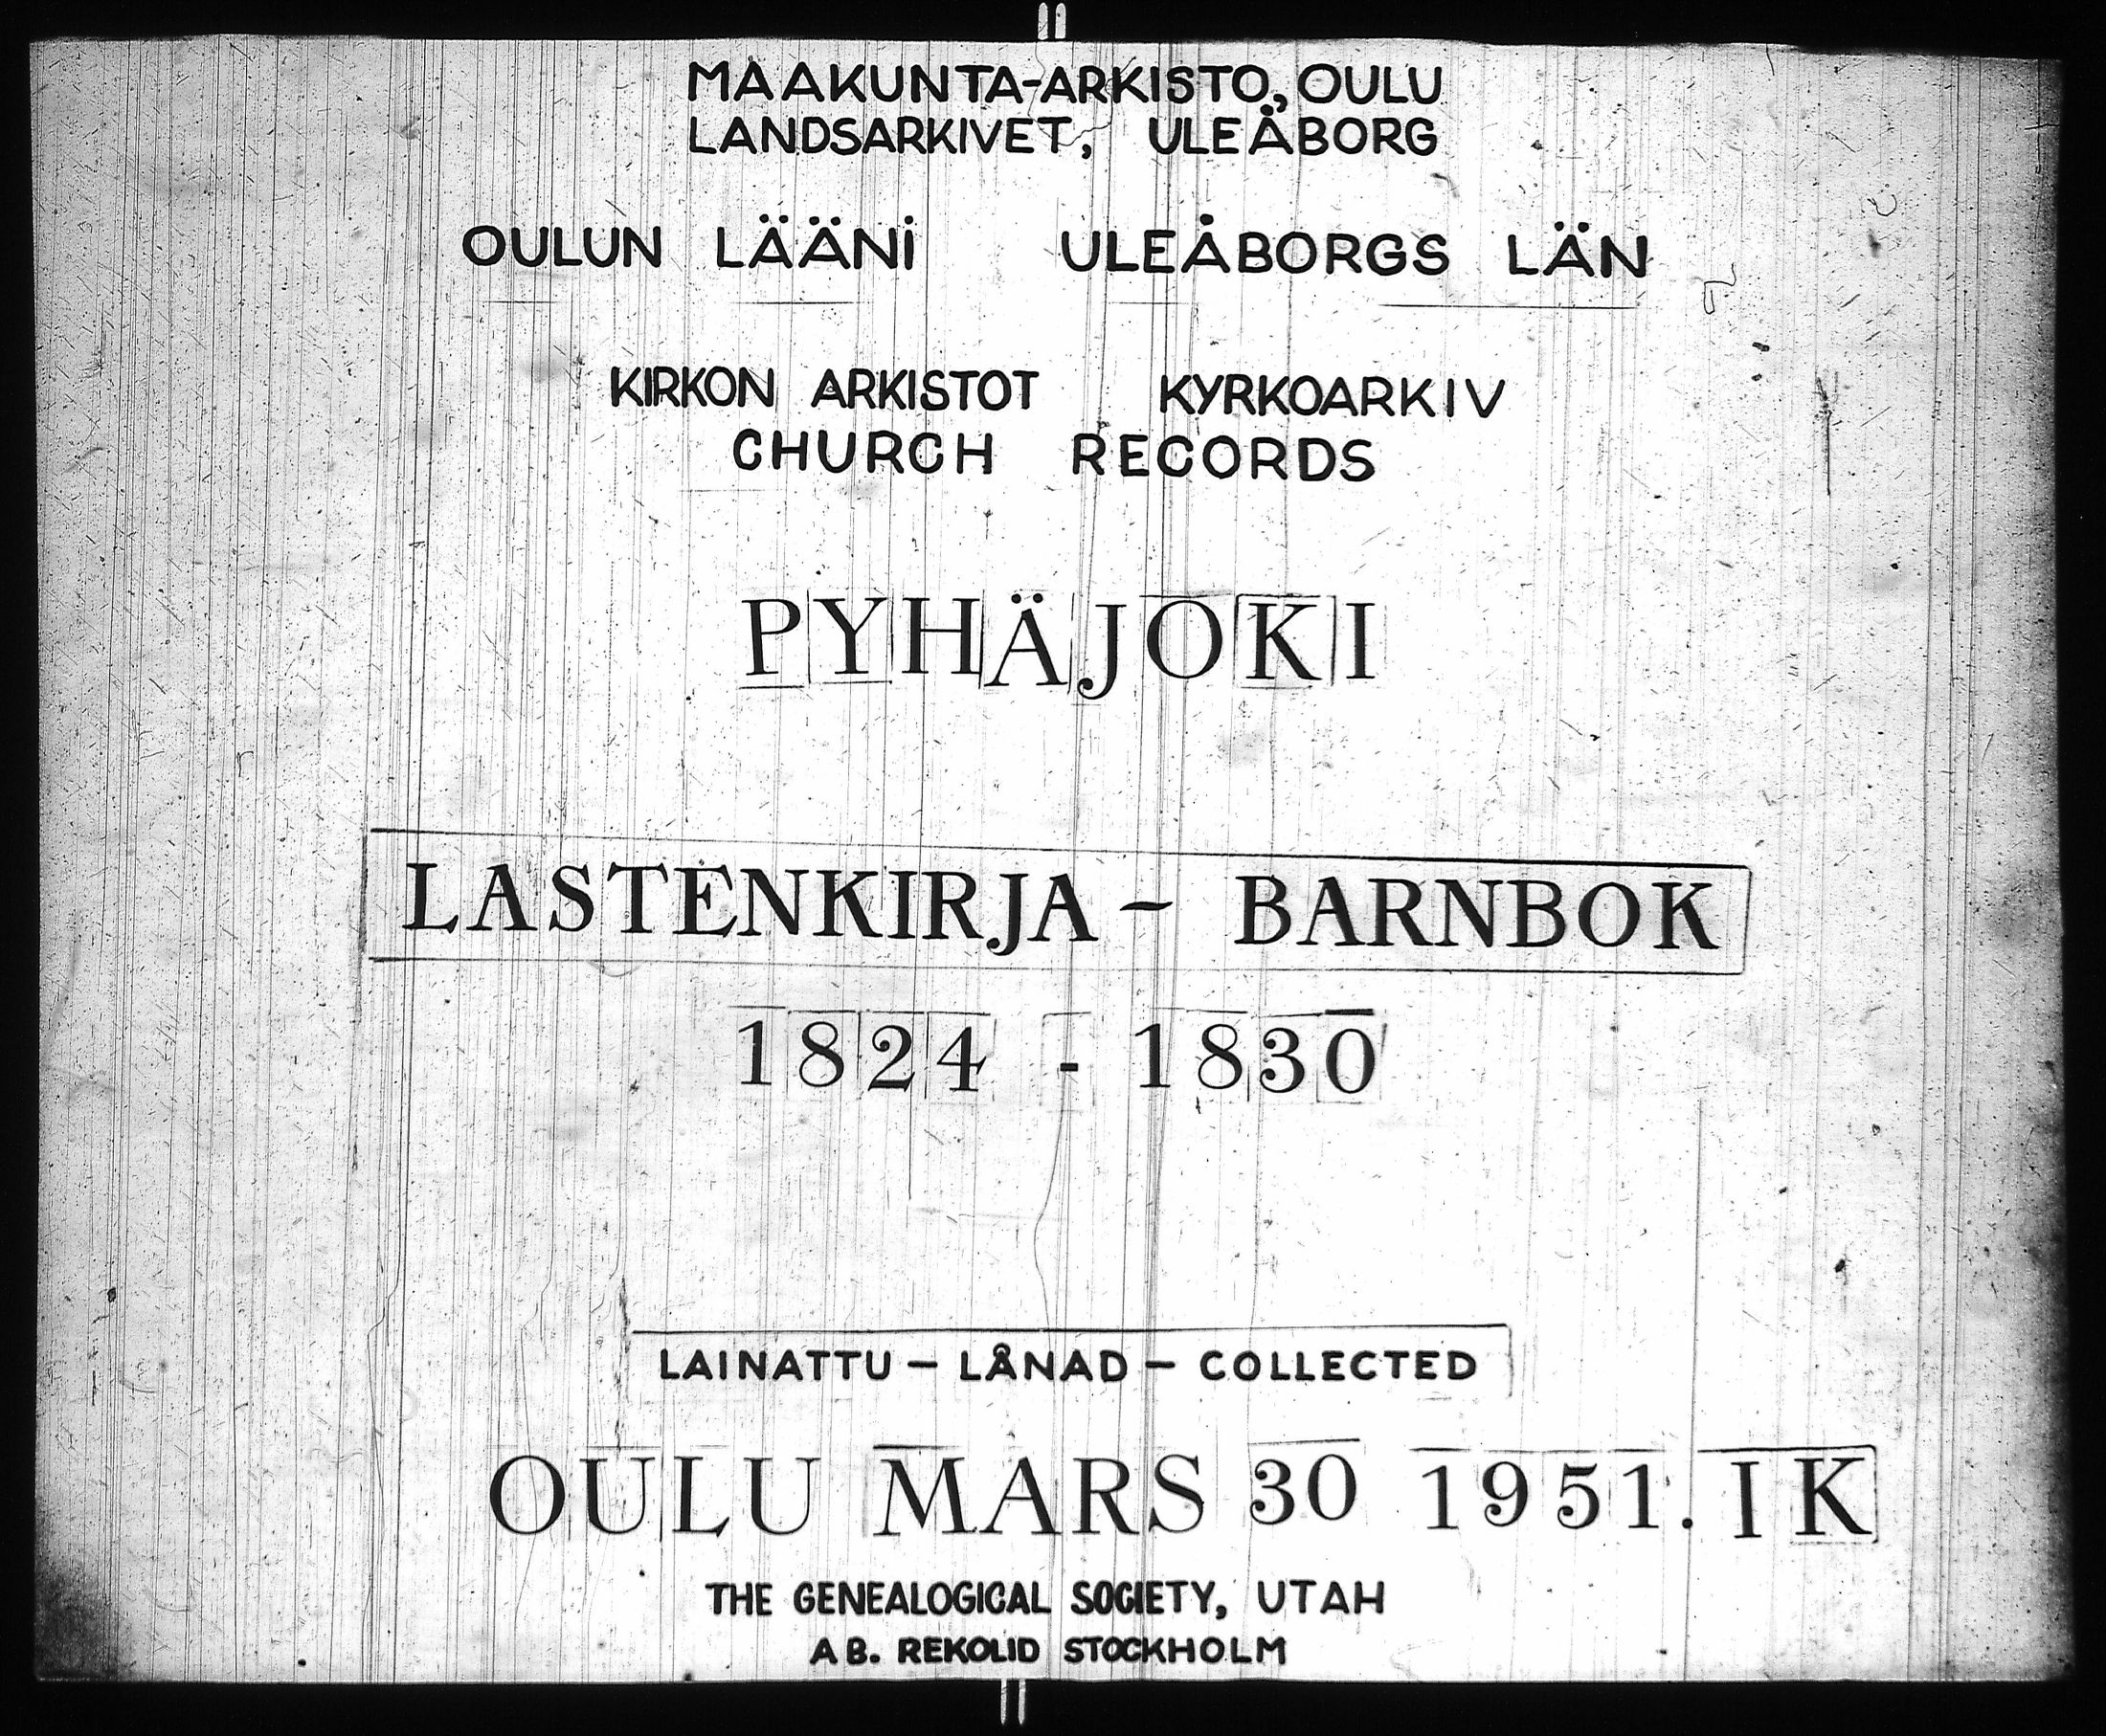 MAAKUNTA-ARKISTO, OULU
LANDSARKIVET, ULEÅBORG
OULUN LÄÄNI ULEÅBORGS LÄN
KIRKON ARKISTOT KYRKOARKIV
CHURCH RECORDS
PYHÄJOKI
LASTENKIRJA - BARNBOK
1824 - 1830
LAINATTU - LÅNAD - COLLECTED
OULU MARS 30 1951. IK
THE GENEALOGICAL SOCIETY, UTAH
AB. REKOLID STOCKHOLM